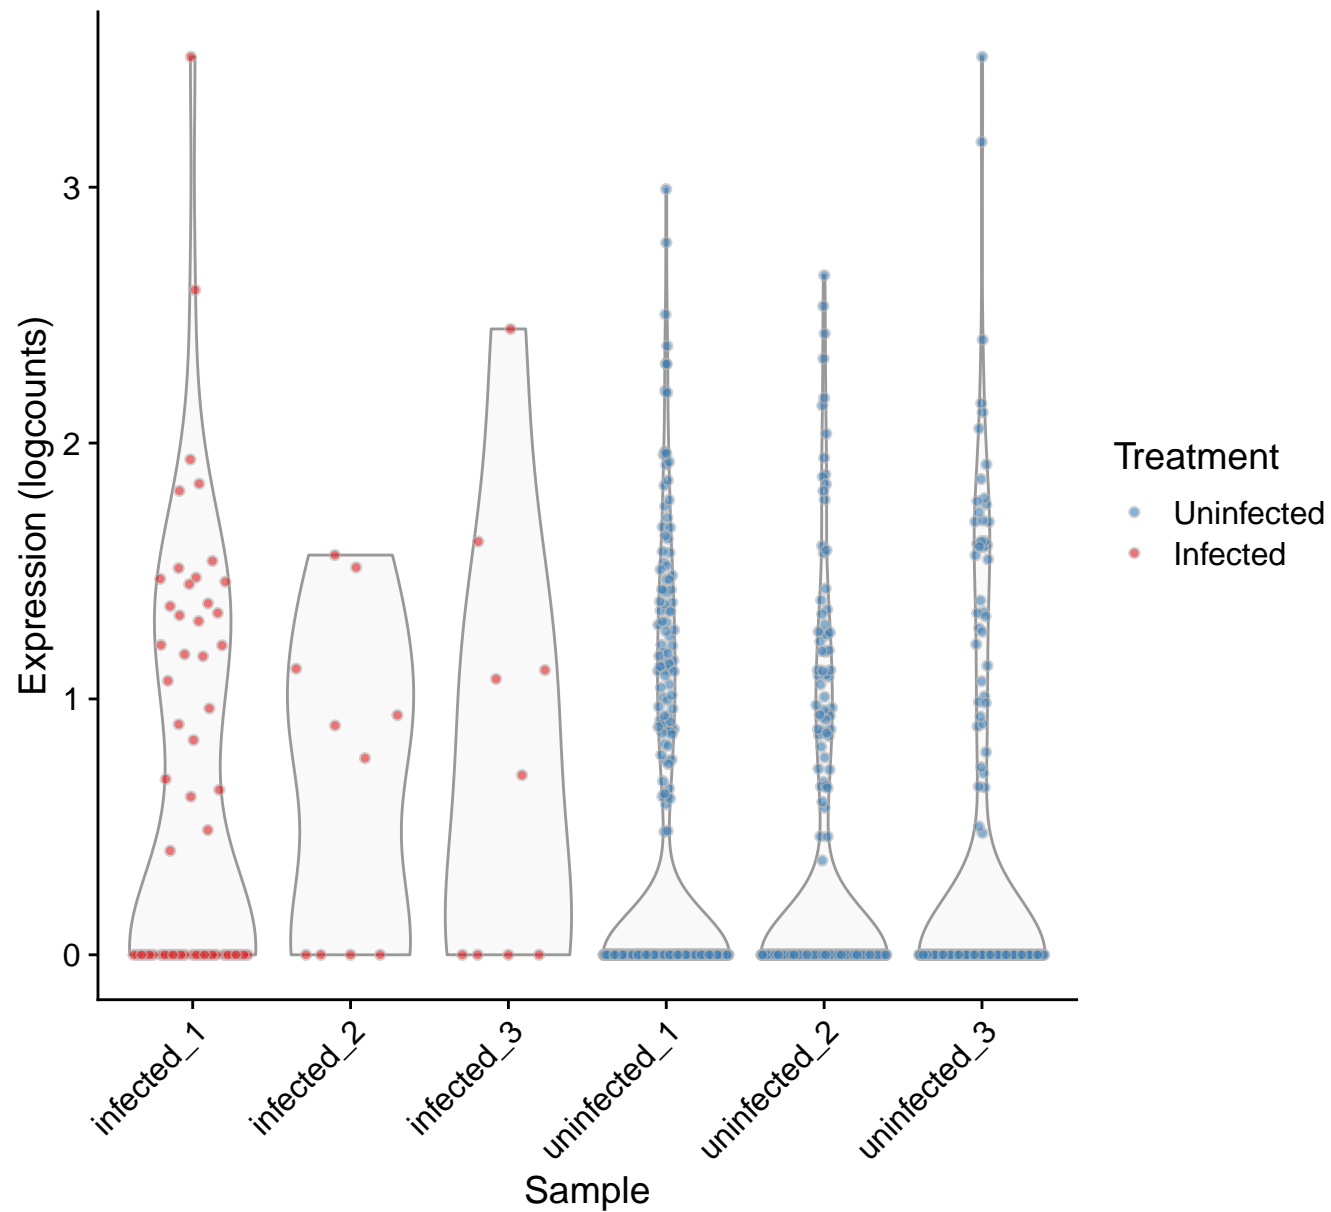 Expression (logcounts)
3
2
1
0
infected_1
infected_2
infected_3
uninfected_1
uninfected_2
uninfected_3
Sample
Treatment
Uninfected
Infected